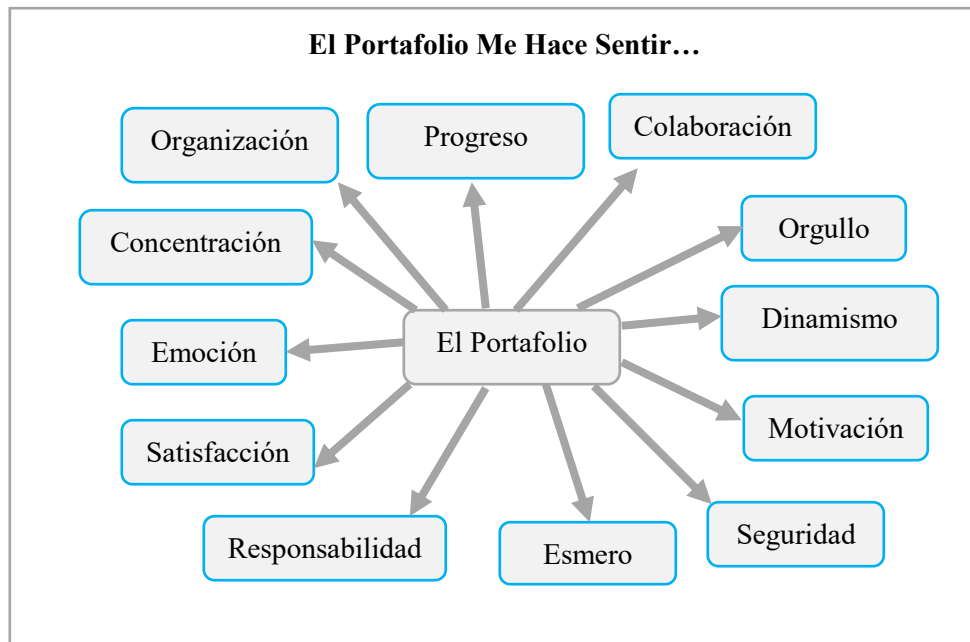 El Portafolio Me Hace Sentir…
Organización
Progreso
Colaboración
Concentración
Orgullo
Emoción
El Portafolio
Dinamismo
Satisfacción
Motivación
Responsabilidad
Esmero
Seguridad